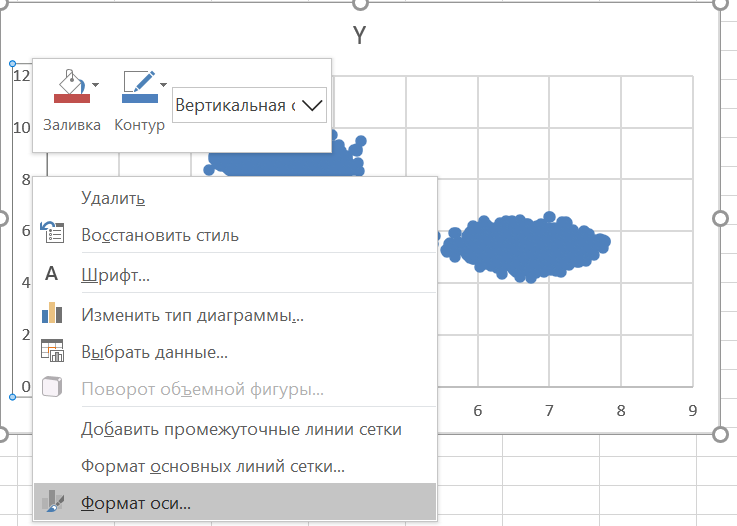 Y
12
10
8
6
4
2
0
6 7 8 9
Заливка Контур
Вертикальная о
Удалить
Восстановить стиль
Шрифт...
Изменить тип диаграммы...
Выбрать данные...
Поворот объемной фигуры...
Добавить промежуточные линии сетки
Формат основных линий сетки...
Формат оси...